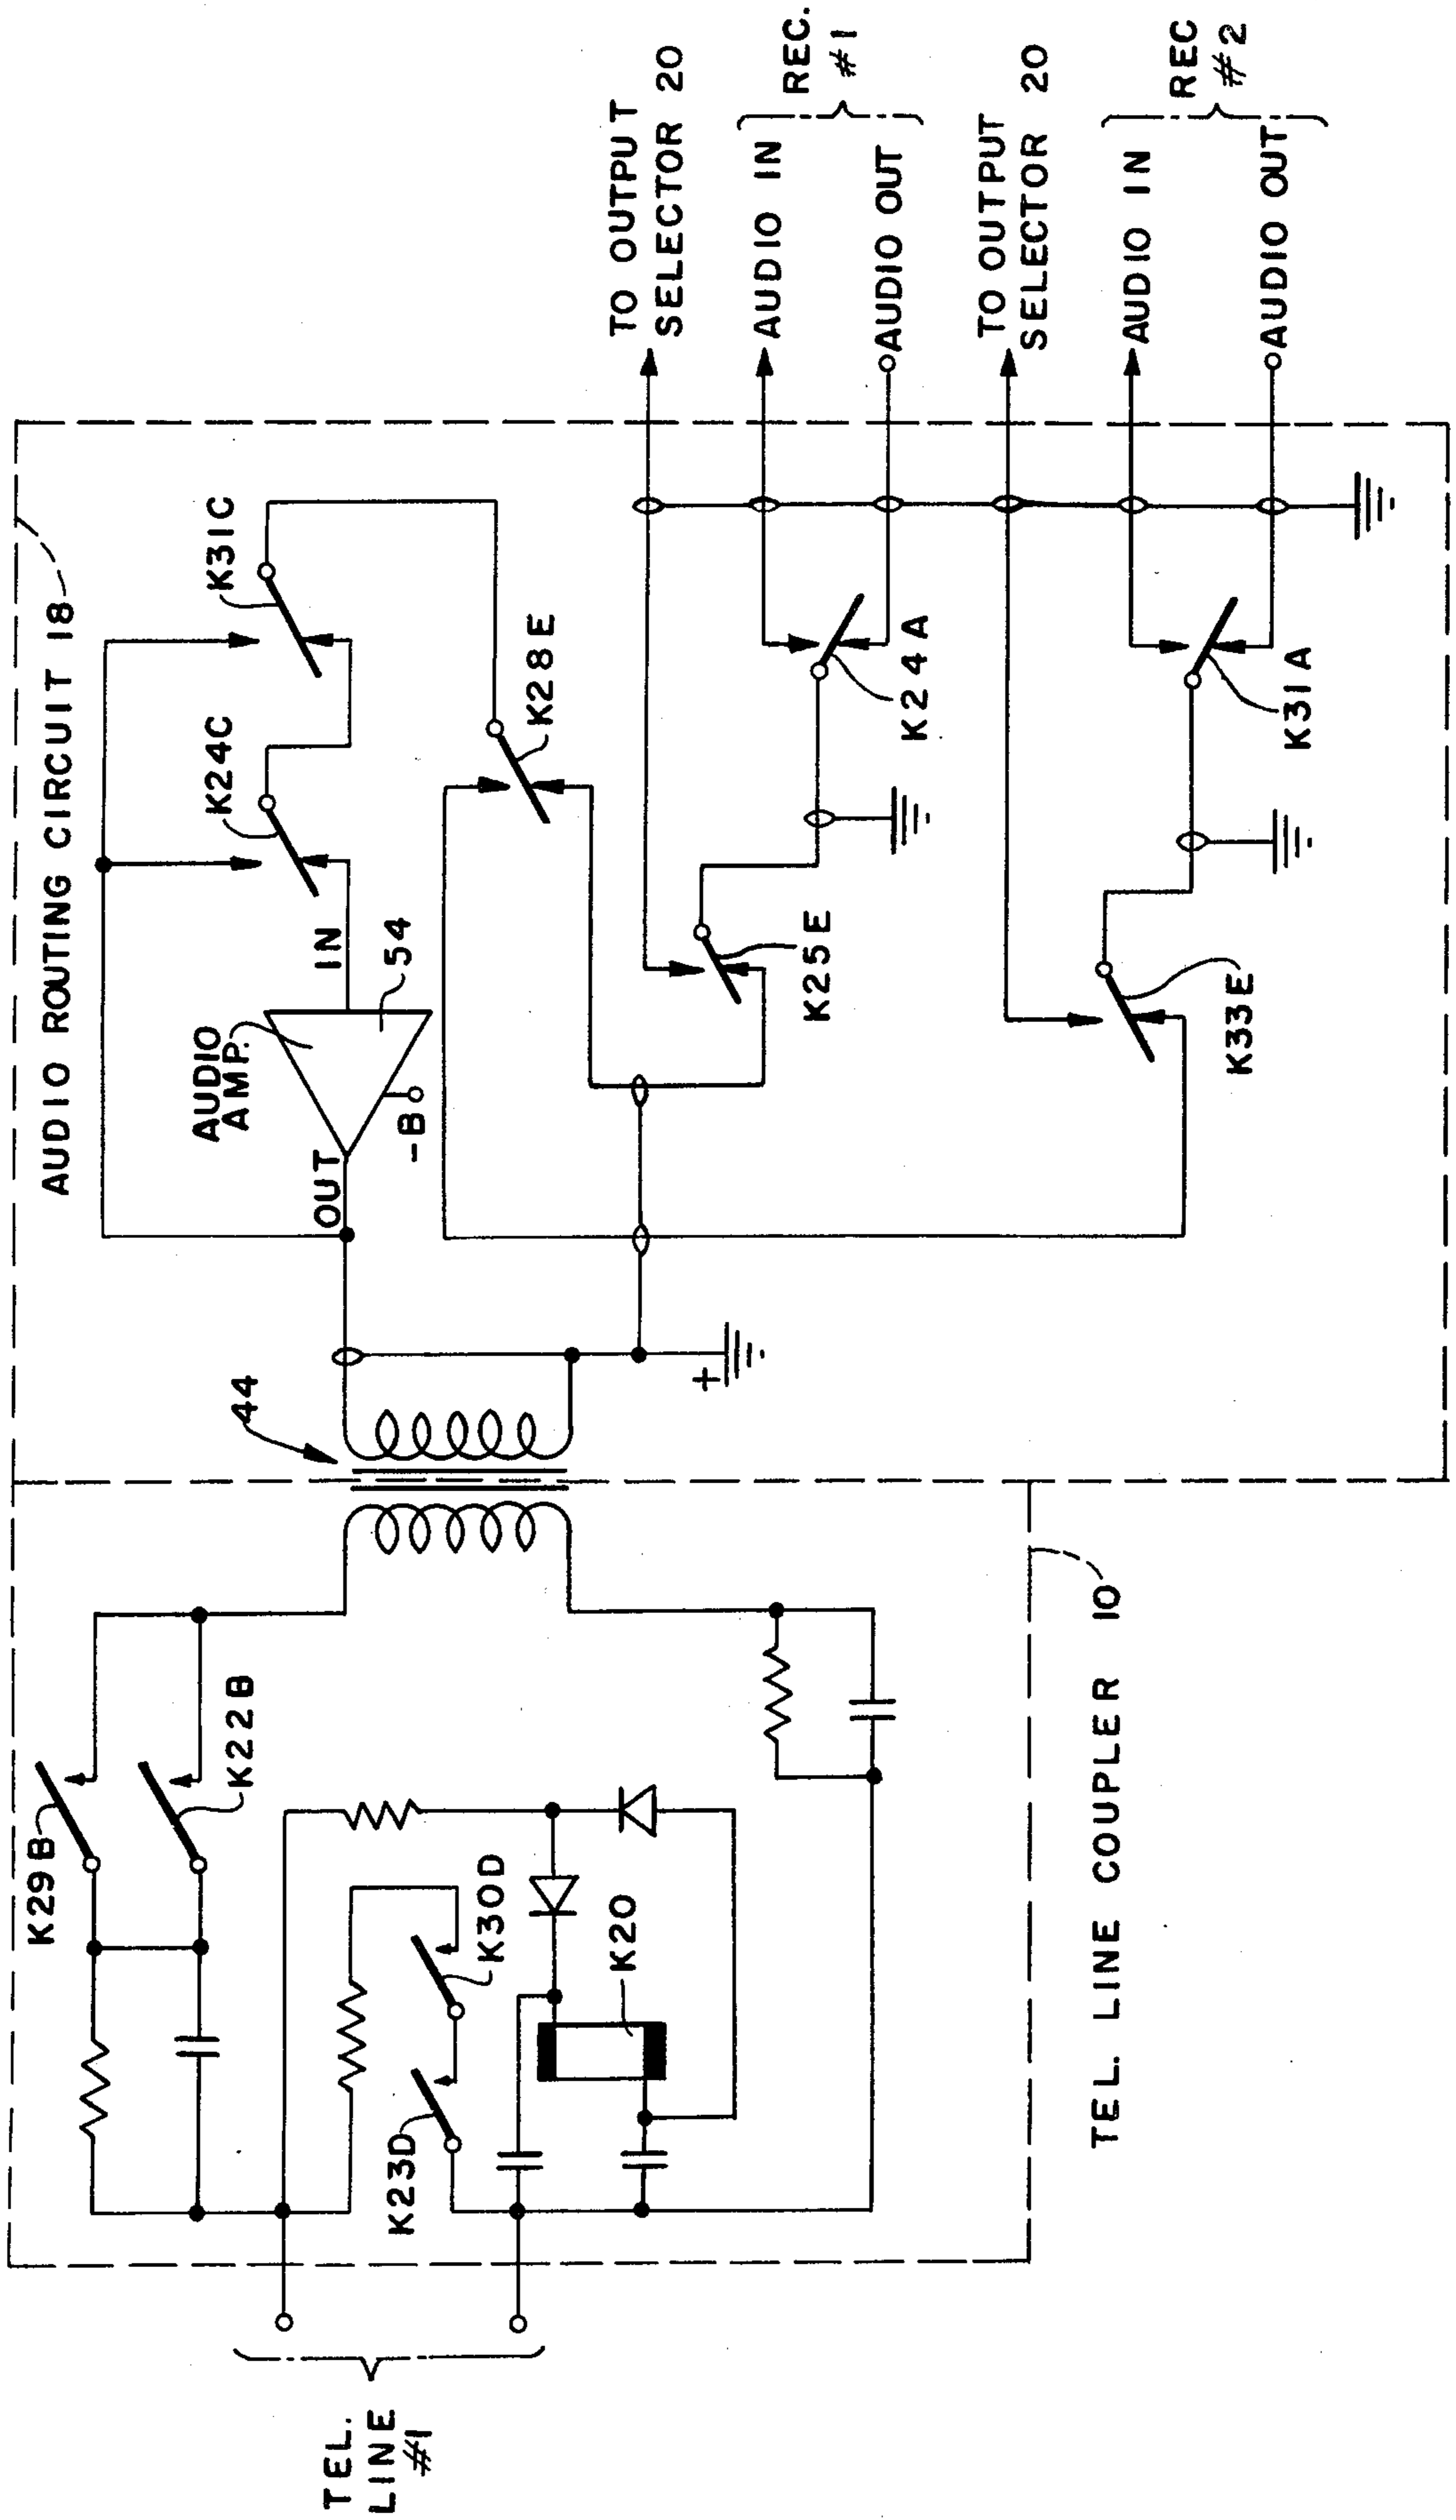 TEL.
LINE
#1
K29B
K22B
K23D
K30D
K20
TEL. LINE COUPLER 10
44
AUDIO ROUTING CIRCUIT 18
AUDIO
AMP.
OUT
-B
IN
54
K24C
K31C
K28E
K25E
K24A
K33E
K31A
+
TO OUTPUT
SELECTOR 20
AUDIO IN
AUDIO OUT
REC.
#1
TO OUTPUT
SELECTOR 20
AUDIO IN
AUDIO OUT
REC
#2